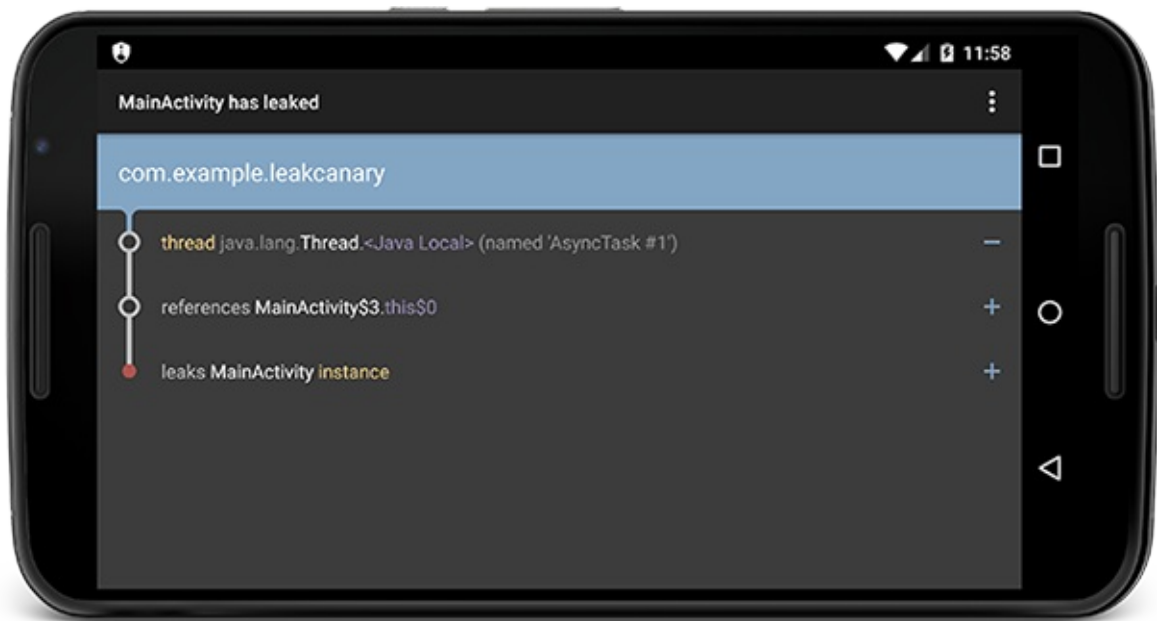 11:58
MainActivity has leaked
com.example.leakcanary
thread java.lang.Thread.<Java Local> (named 'AsyncTask #1')
references MainActivity$3.this$0
leaks MainActivity instance